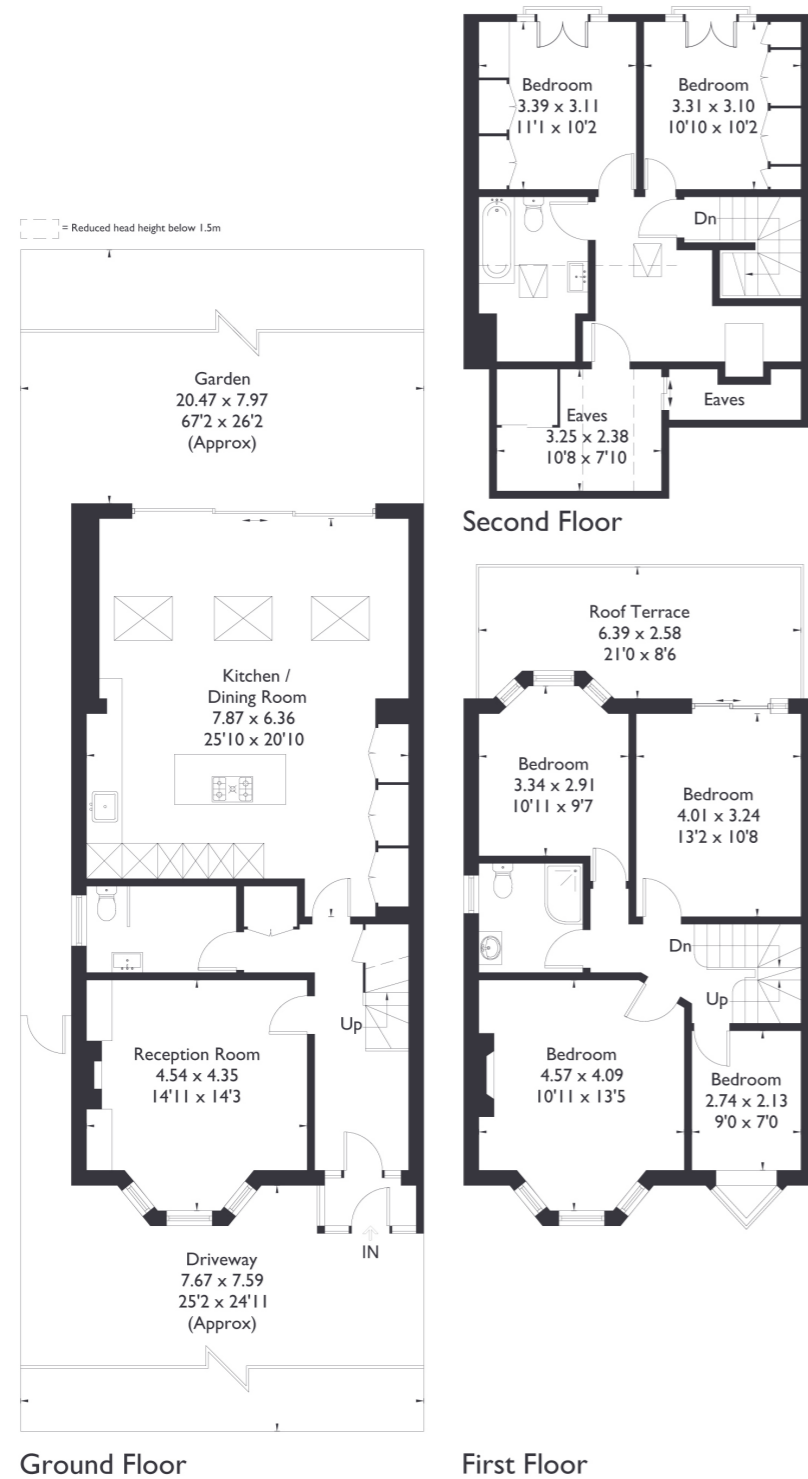 = Reduced head height below 1.5m
Garden
20.47 x 7.97
67'2 x 26'2
(Approx)
Kitchen /
Dining Room
7.87 x 6.36
25'10 x 20'10
Up
Reception Room
4.54 x 4.35
14'11 x 14'3
IN
Driveway
7.67 x 7.59
25'2 x 24'11
(Approx)
Ground Floor
Bedroom
3.39 x 3.11
11'1 x 10'2
Bedroom
3.31 x 3.10
10'10 x 10'2
Dn
Eaves
3.25 x 2.38
10'8 x 7'10
Eaves
Second Floor
Roof Terrace
6.39 x 2.58
21'0 x 8'6
Bedroom
3.34 x 2.91
10'11 x 9'7
Bedroom
4.01 x 3.24
13'2 x 10'8
Dn
Up
Bedroom
4.57 x 4.09
10'11 x 13'5
Bedroom
2.74 x 2.13
9'0 x 7'0
First Floor